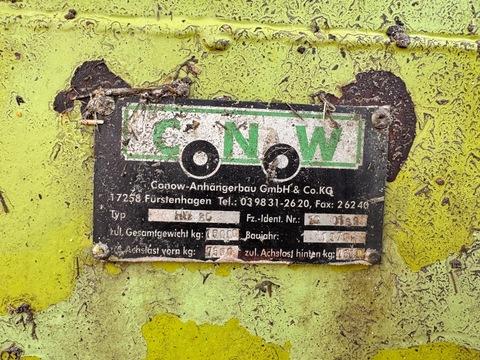 CONOW
Conow-Anhängerbau GmbH & Co.KG
17258 Fürstenhagen Tel.: 039831-2620, Fax: 26240
Typ Fz.-Ident. Nr.:
zul. Gesamtgewicht kg: Baujahr:
Achslast vorn kg: zul. Achslast hinten kg: